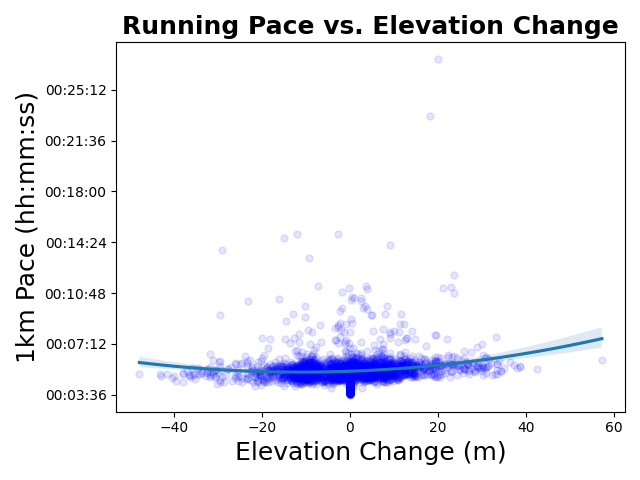 Running Pace vs. Elevation Change
1km Pace (hh:mm:ss)
00:25:12
00:21:36
00:18:00
00:14:24
00:10:48
00:07:12
00:03:36
−40 −20 0 20 40 60
Elevation Change (m)